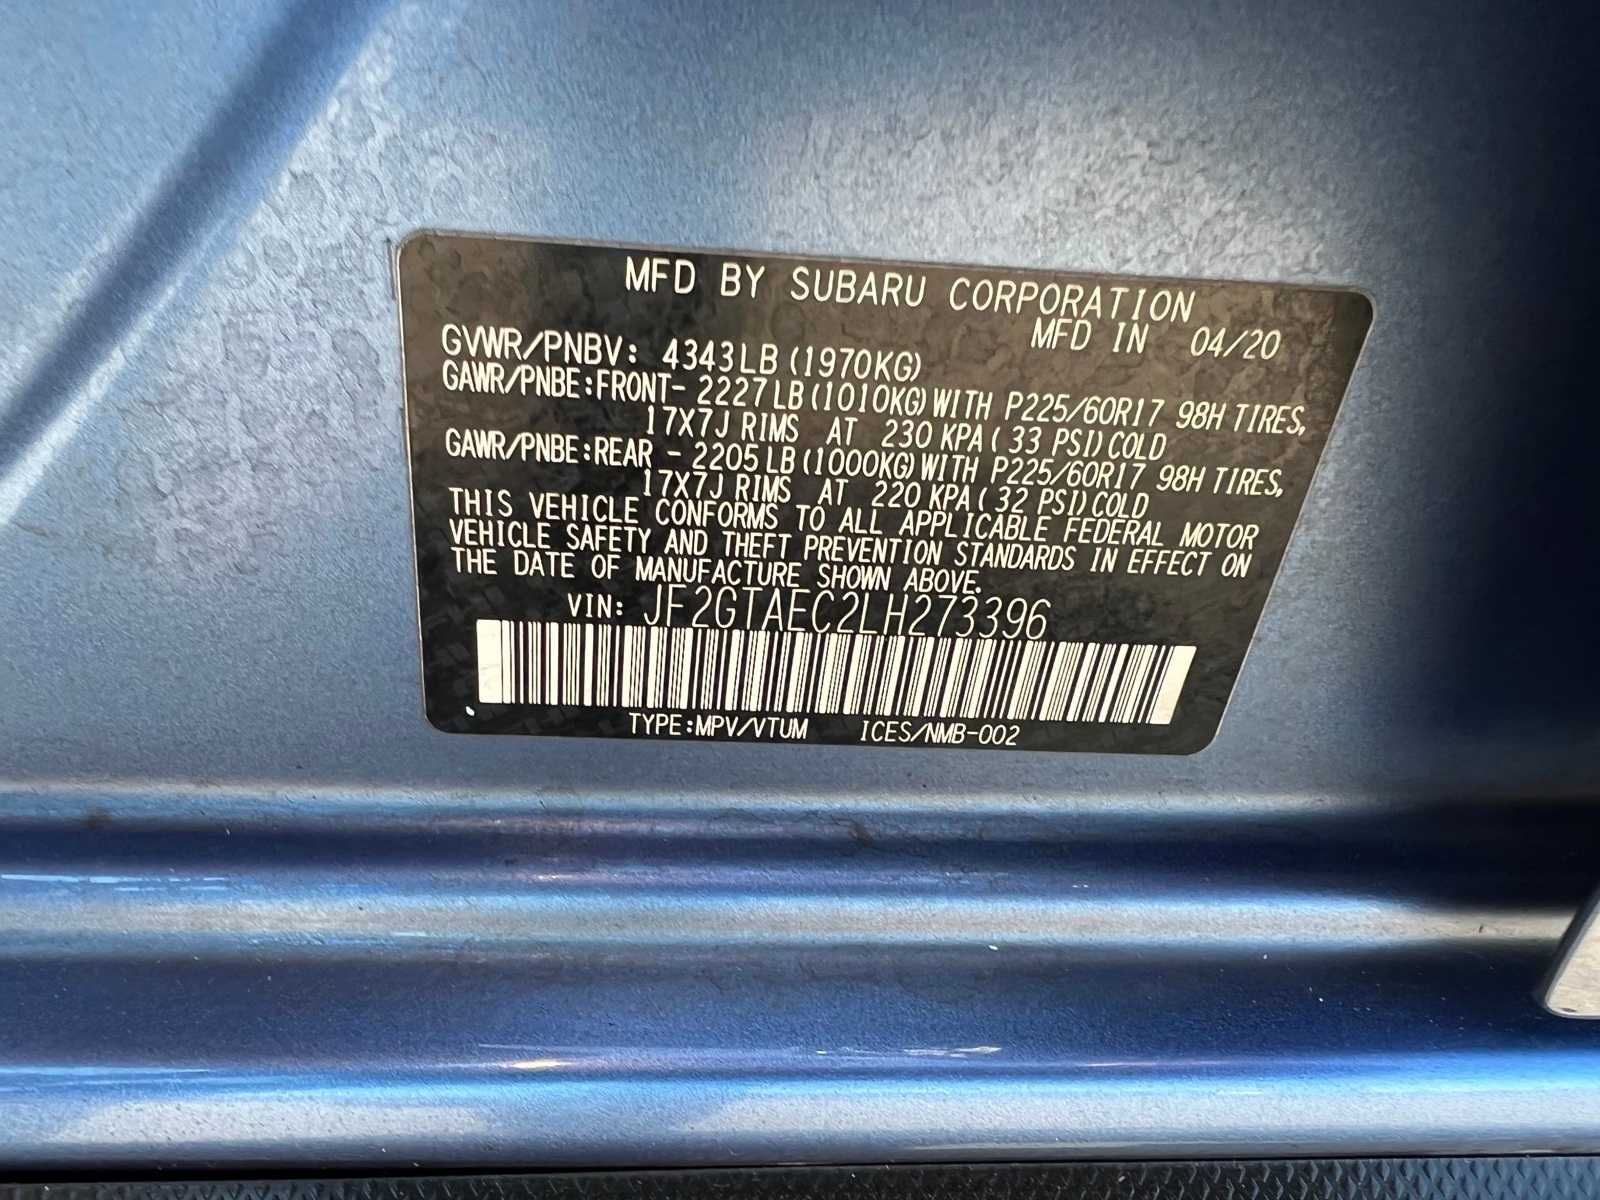 MFD BY SUBARU CORPORATION
MFD IN 04/20
GVWR/PNBV: 4343LB (1970KG)
GAWR/PNBE:FRONT- 2227LB (1010KG) WITH P225/60R17 98H TIRES,
17X7J RIMS AT 230 KPA ( 33 PSI) COLD
GAWR/PNBE:REAR - 2205LB (1000KG) WITH P225/60R17 98H TIRES,
17X7J RIMS AT 220 KPA ( 32 PSI) COLD
THIS VEHICLE CONFORMS TO ALL APPLICABLE FEDERAL MOTOR
VEHICLE SAFETY AND THEFT PREVENTION STANDARDS IN EFFECT ON
THE DATE OF MANUFACTURE SHOWN ABOVE.
VIN: JF2GTAEC2LH273396
TYPE:MPV/VTUM ICES/NMB-002